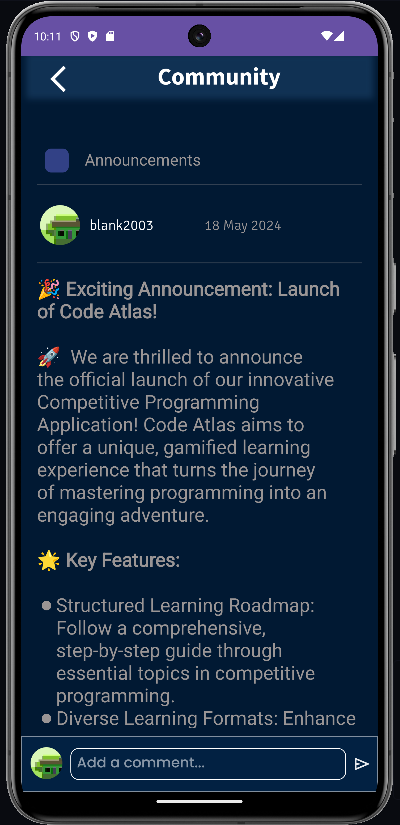 10:11
Community
Announcements
blank2003 18 May 2024
🎉 Exciting Announcement: Launch
of Code Atlas!
🚀 We are thrilled to announce
the official launch of our innovative
Competitive Programming
Application! Code Atlas aims to
offer a unique, gamified learning
experience that turns the journey
of mastering programming into an
engaging adventure.
🌟 Key Features:
● Structured Learning Roadmap:
Follow a comprehensive,
step-by-step guide through
essential topics in competitive
programming.
● Diverse Learning Formats: Enhance
Add a comment...